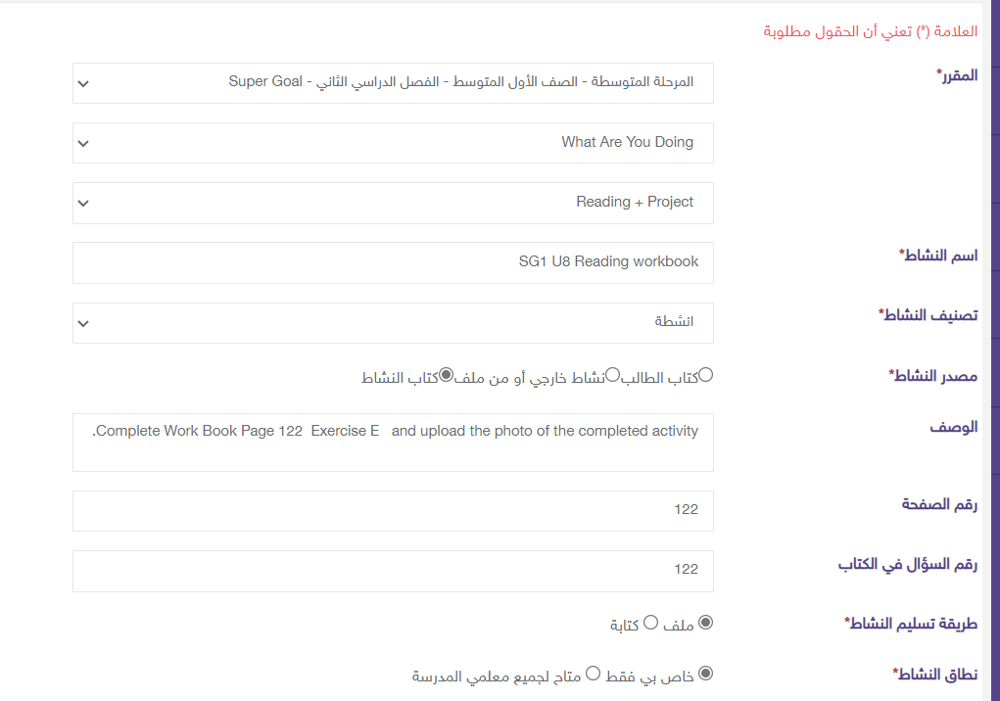 العلامة (*) تعني أن الحقول مطلوبة
المقرر*
المرحلة المتوسطة - الصف الأول المتوسط - الفصل الدراسي الثاني - Super Goal
What Are You Doing
Reading + Project
اسم النشاط*
SG1 U8 Reading workbook
تصنيف النشاط*
انشطة
مصدر النشاط*
كتاب الطالب نشاط خارجي أو من ملف كتاب النشاط
الوصف
Complete Work Book Page 122 Exercise E and upload the photo of the completed activity.
رقم الصفحة
122
رقم السؤال في الكتاب
122
طريقة تسليم النشاط*
ملف كتابة
نطاق النشاط*
خاص بي فقط متاح لجميع معلمي المدرسة